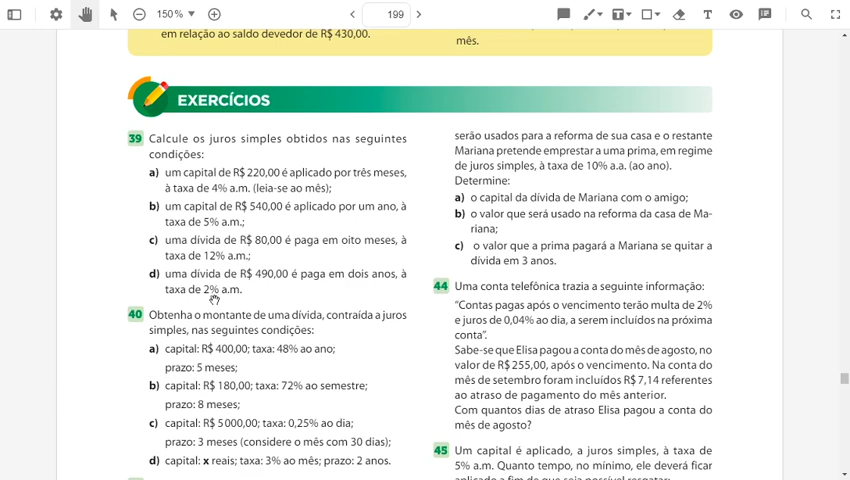 150 %
199
em relação ao saldo devedor de R$ 430,00.
mês.
EXERCÍCIOS
39 Calcule os juros simples obtidos nas seguintes
condições:
a) um capital de R$ 220,00 é aplicado por três meses,
à taxa de 4% a.m. (leia-se ao mês);
b) um capital de R$ 540,00 é aplicado por um ano, à
taxa de 5% a.m.;
c) uma dívida de R$ 80,00 é paga em oito meses, à
taxa de 12% a.m.;
d) uma dívida de R$ 490,00 é paga em dois anos, à
taxa de 2% a.m.
40 Obtenha o montante de uma dívida, contraída a juros
simples, nas seguintes condições:
a) capital: R$ 400,00; taxa: 48% ao ano;
prazo: 5 meses;
b) capital: R$ 180,00; taxa: 72% ao semestre;
prazo: 8 meses;
c) capital: R$ 5 000,00; taxa: 0,25% ao dia;
prazo: 3 meses (considere o mês com 30 dias);
d) capital: x reais; taxa: 3% ao mês; prazo: 2 anos.
serão usados para a reforma de sua casa e o restante
Mariana pretende emprestar a uma prima, em regime
de juros simples, à taxa de 10% a.a. (ao ano).
Determine:
a) o capital da dívida de Mariana com o amigo;
b) o valor que será usado na reforma da casa de Ma-
riana;
c) o valor que a prima pagará a Mariana se quitar a
dívida em 3 anos.
44 Uma conta telefônica trazia a seguinte informação:
“Contas pagas após o vencimento terão multa de 2%
e juros de 0,04% ao dia, a serem incluídos na próxima
conta”.
Sabe-se que Elisa pagou a conta do mês de agosto, no
valor de R$ 255,00, após o vencimento. Na conta do
mês de setembro foram incluídos R$ 7,14 referentes
ao atraso de pagamento do mês anterior.
Com quantos dias de atraso Elisa pagou a conta do
mês de agosto?
45 Um capital é aplicado, a juros simples, à taxa de
5% a.m. Quanto tempo, no mínimo, ele deverá ficar
aplicado a fim de que seja possível resgatar: